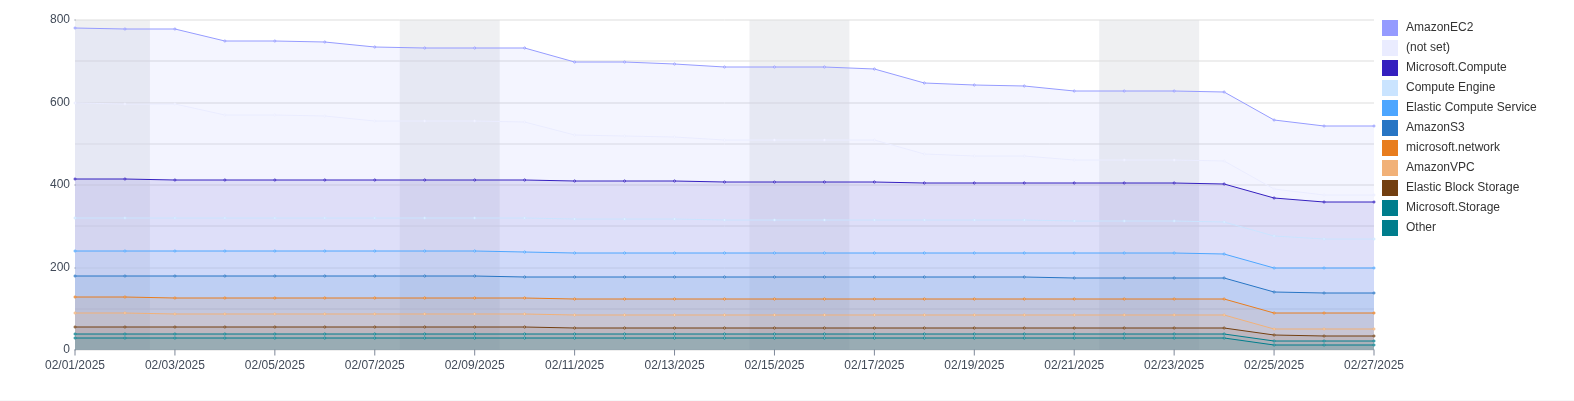 800
600
400
200
0
02/01/2025 02/03/2025 02/05/2025 02/07/2025 02/09/2025 02/11/2025 02/13/2025 02/15/2025 02/17/2025 02/19/2025 02/21/2025 02/23/2025 02/25/2025 02/27/2025
AmazonEC2
(not set)
Microsoft.Compute
Compute Engine
Elastic Compute Service
AmazonS3
microsoft.network
AmazonVPC
Elastic Block Storage
Microsoft.Storage
Other